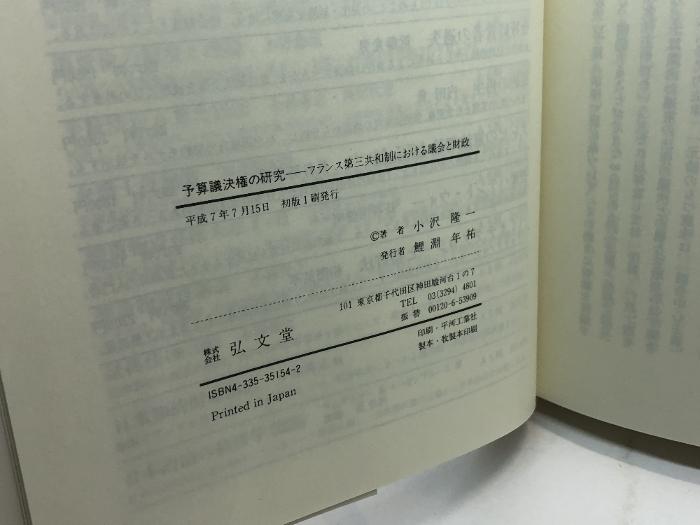 予算議決権の研究――フランス第三共和制における議会と財政
平成7年7月15日　初版1刷発行
©著　者　小沢　隆一
発行者　鯉淵　年祐
101 東京都千代田区神田駿河台1の7
TEL　03(3294) 4801
振替　00120-6-53909
株式会社　弘文堂
印刷・平河工業社
製本・牧製本印刷
ISBN4-335-35154-2
Printed in Japan